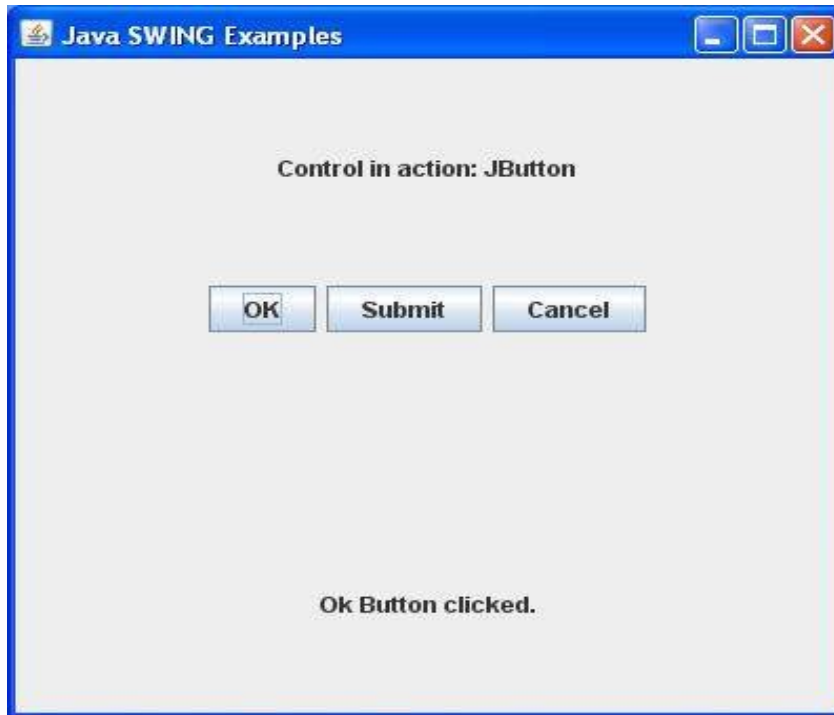 Java SWING Examples
Control in action: JButton
OK Submit Cancel
Ok Button clicked.